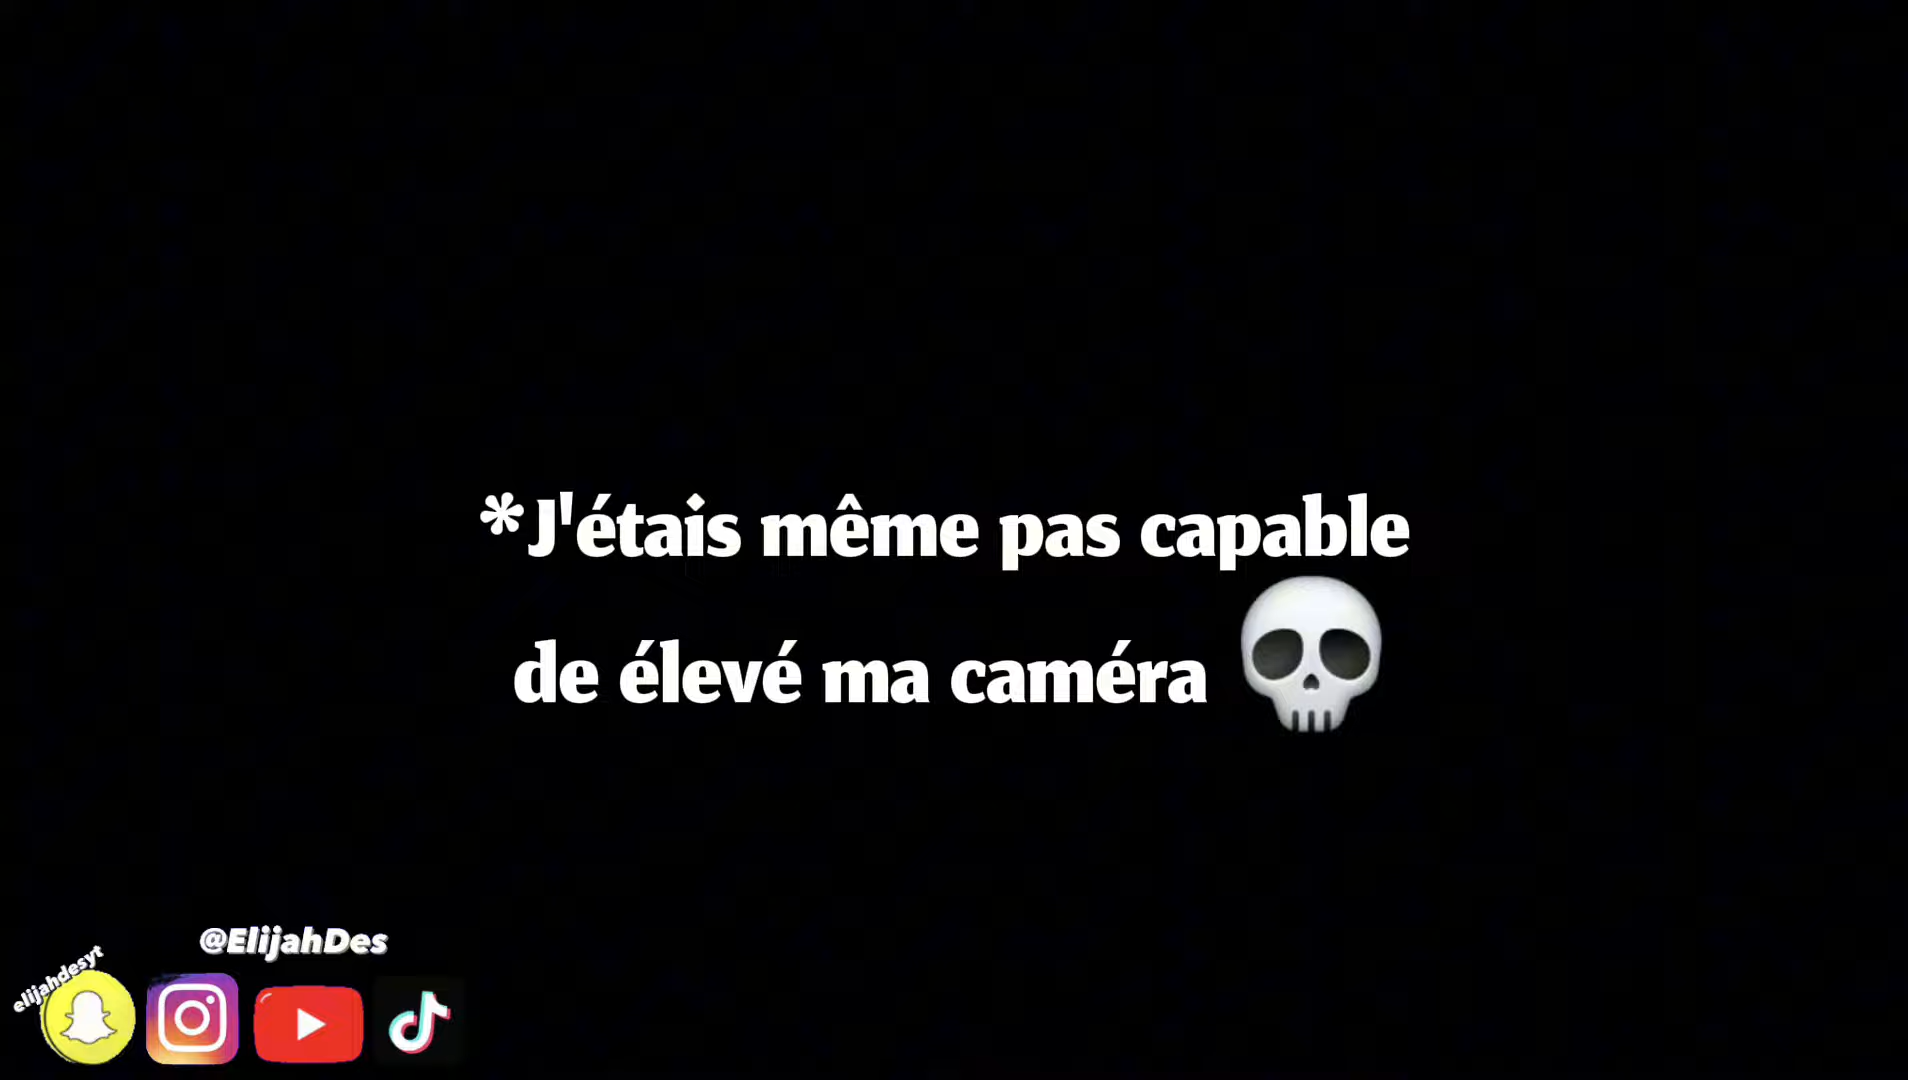 *J'étais même pas capable
de élevé ma caméra 💀
@ElijahDes
elijahdesyt